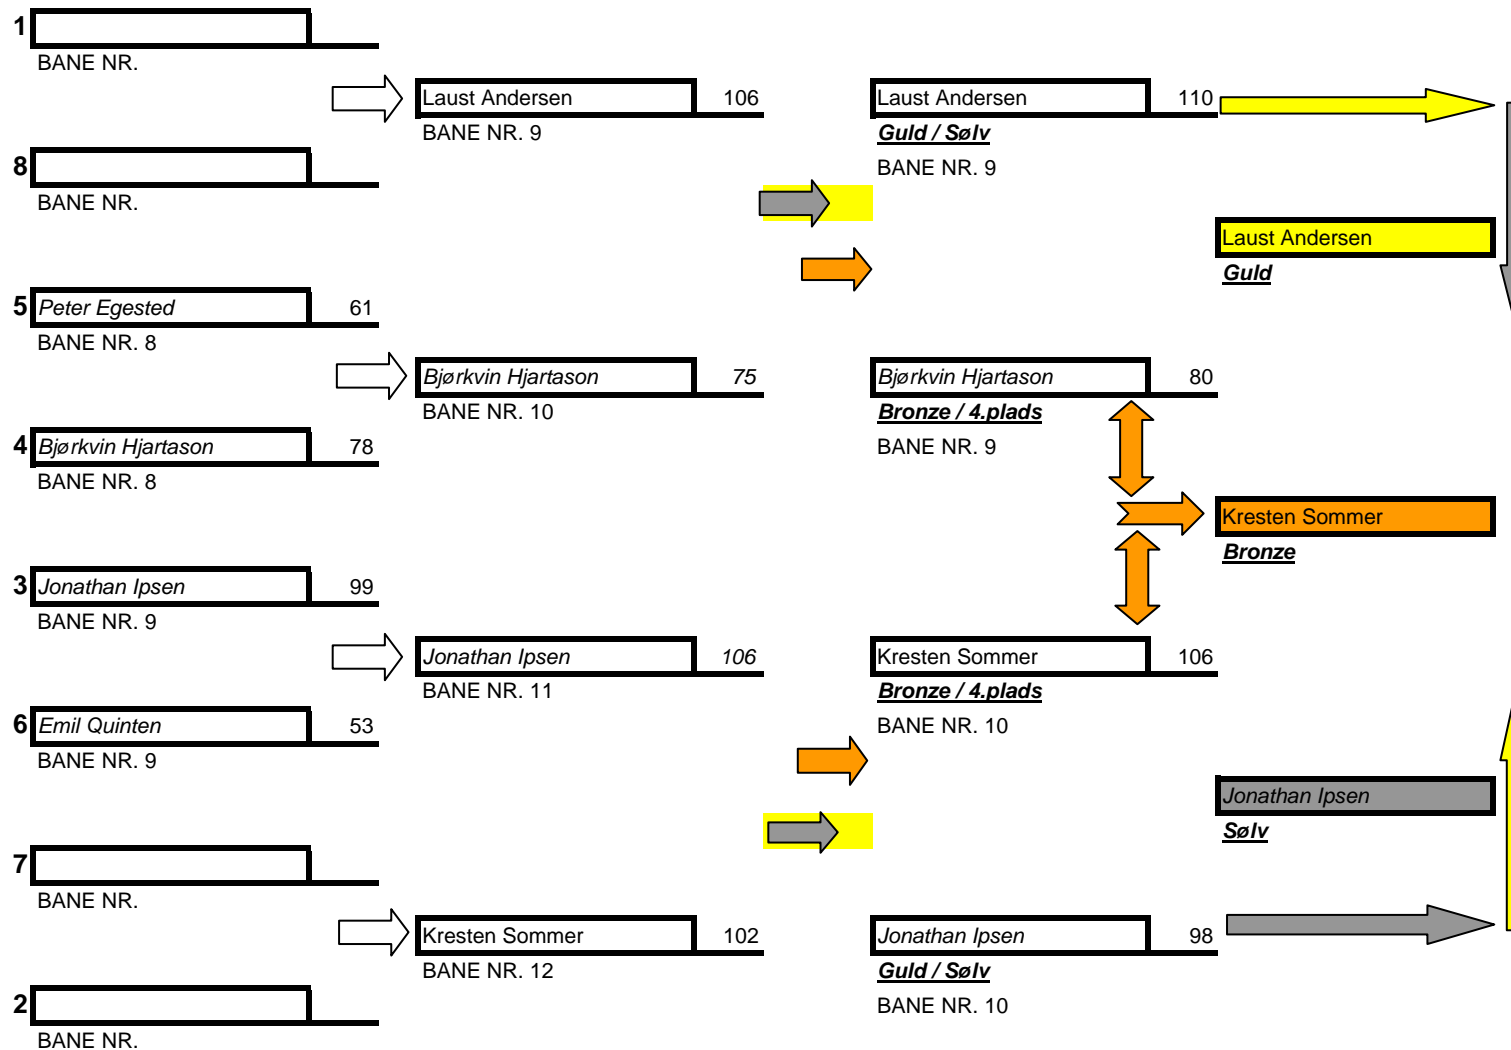 1
BANE NR.
8
BANE NR.
5 Peter Egested 61
BANE NR. 8
4 Bjørkvin Hjartason 78
BANE NR. 8
3 Jonathan Ipsen 99
BANE NR. 9
6 Emil Quinten 53
BANE NR. 9
7
BANE NR.
2
BANE NR.
Laust Andersen 106
BANE NR. 9
Bjørkvin Hjartason 75
BANE NR. 10
Jonathan Ipsen 106
BANE NR. 11
Kresten Sommer 102
BANE NR. 12
Laust Andersen 110
Guld / Sølv
BANE NR. 9
Bjørkvin Hjartason 80
Bronze / 4.plads
BANE NR. 9
Kresten Sommer 106
Bronze / 4.plads
BANE NR. 10
Jonathan Ipsen 98
Guld / Sølv
BANE NR. 10
Laust Andersen
Guld
Kresten Sommer
Bronze
Jonathan Ipsen
Sølv